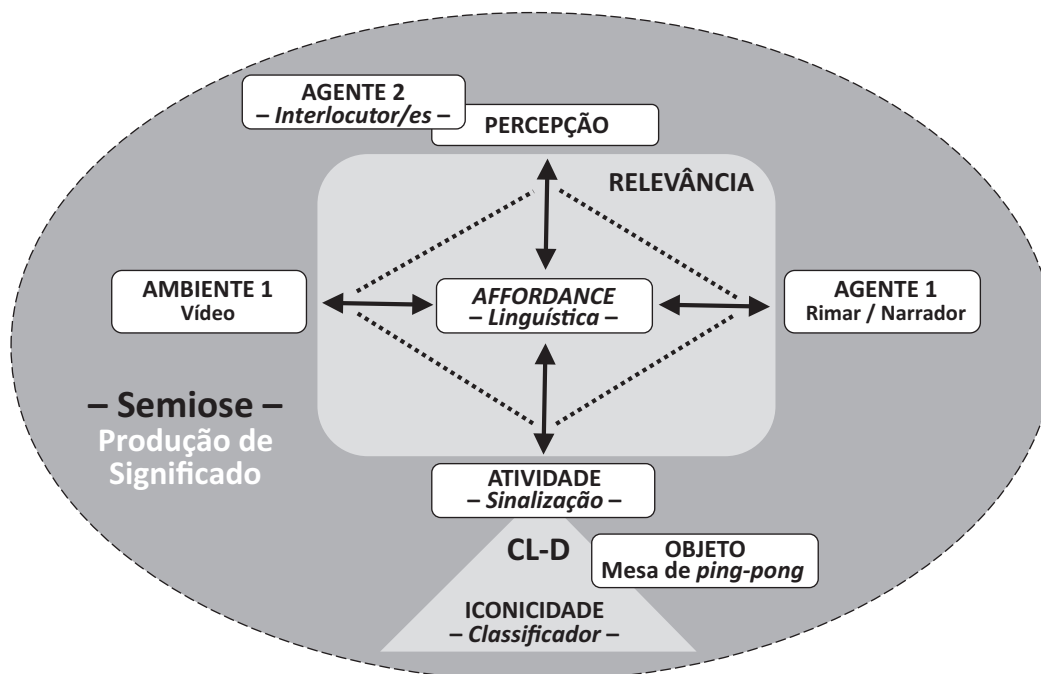 AGENTE 2
– Interlocutor/es –
PERCEPÇÃO
RELEVÂNCIA
AMBIENTE 1
Vídeo
AFFORDANCE
– Linguística –
AGENTE 1
Rimar / Narrador
– Semiose –
Produção de
Significado
ATIVIDADE
– Sinalização –
CL-D
OBJETO
Mesa de ping-pong
ICONICIDADE
– Classificador –